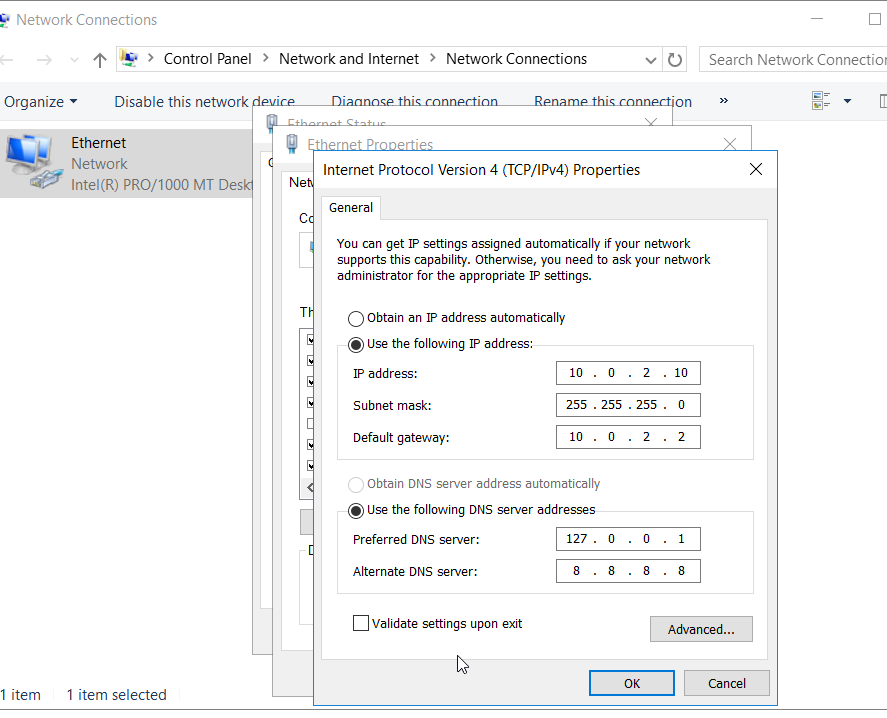 Network Connections
Control Panel > Network and Internet > Network Connections
Search Network Connection
Organize
Disable this network device
Diagnose this connection
Rename this connection
»
Ethernet
Network
Intel(R) PRO/1000 MT Deskt
Ethernet Status
Ethernet Properties
Internet Protocol Version 4 (TCP/IPv4) Properties
General
You can get IP settings assigned automatically if your network
supports this capability. Otherwise, you need to ask your network
administrator for the appropriate IP settings.
Obtain an IP address automatically
Use the following IP address:
IP address: 10 . 0 . 2 . 10
Subnet mask: 255 . 255 . 255 . 0
Default gateway: 10 . 0 . 2 . 2
Obtain DNS server address automatically
Use the following DNS server addresses
Preferred DNS server: 127 . 0 . 0 . 1
Alternate DNS server: 8 . 8 . 8 . 8
Validate settings upon exit
Advanced...
OK
Cancel
1 item
1 item selected